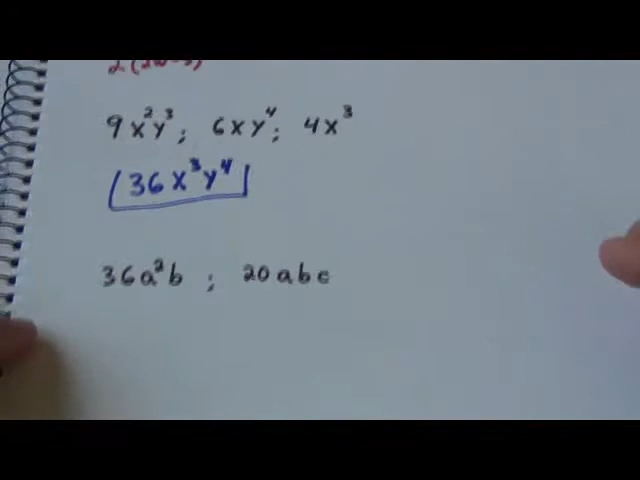 9x²y³ ; 6xy⁴ ; 4x³
36x³y⁴
36a²b ; 20abc